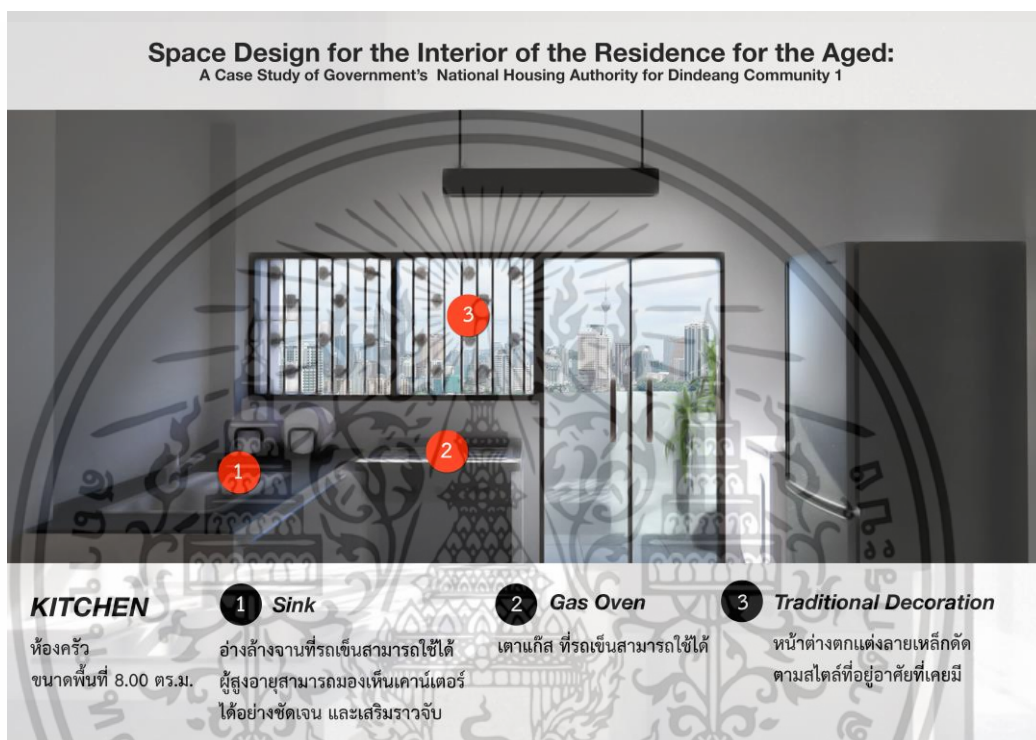 Space Design for the Interior of the Residence for the Aged:
A Case Study of Government's National Housing Authority for Dindeang Community 1
3
2
1
KITCHEN
ห้องครัว
ขนาดพื้นที่ 8.00 ตร.ม.
1 Sink
อ่างล้างจานที่รถเข็นสามารถใช้ได้
ผู้สูงอายุสามารถมองเห็นเคาน์เตอร์
ได้อย่างชัดเจน และเสริมราวจับ
2 Gas Oven
เตาแก๊ส ที่รถเข็นสามารถใช้ได้
3 Traditional Decoration
หน้าต่างตกแต่งลายเหล็กดัด
ตามสไตล์ที่อยู่อาศัยที่เคยมี